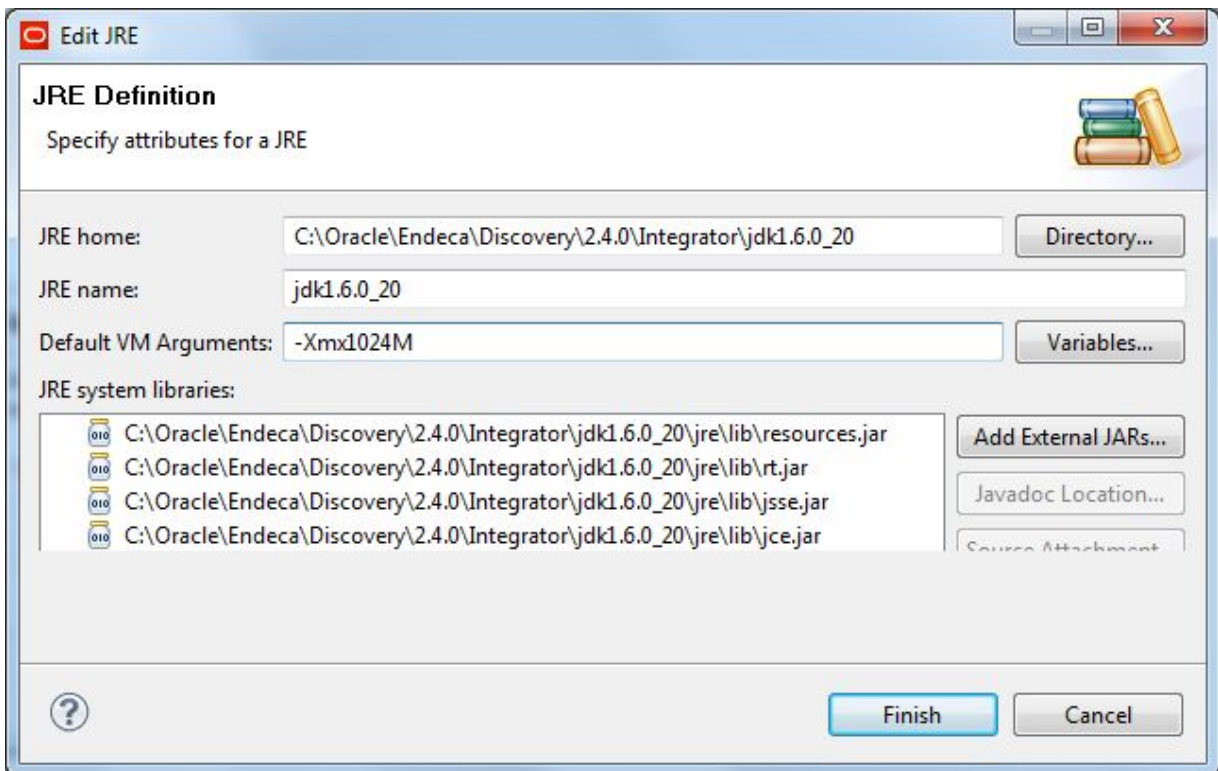 Edit JRE
JRE Definition
Specify attributes for a JRE
JRE home: C:\Oracle\Endeca\Discovery\2.4.0\Integrator\jdk1.6.0_20 Directory...
JRE name: jdk1.6.0_20
Default VM Arguments: -Xmx1024M Variables...
JRE system libraries:
C:\Oracle\Endeca\Discovery\2.4.0\Integrator\jdk1.6.0_20\jre\lib\resources.jar Add External JARs...
C:\Oracle\Endeca\Discovery\2.4.0\Integrator\jdk1.6.0_20\jre\lib\rt.jar
C:\Oracle\Endeca\Discovery\2.4.0\Integrator\jdk1.6.0_20\jre\lib\jsse.jar Javadoc Location...
C:\Oracle\Endeca\Discovery\2.4.0\Integrator\jdk1.6.0_20\jre\lib\jce.jar Source Attachment...
Finish Cancel